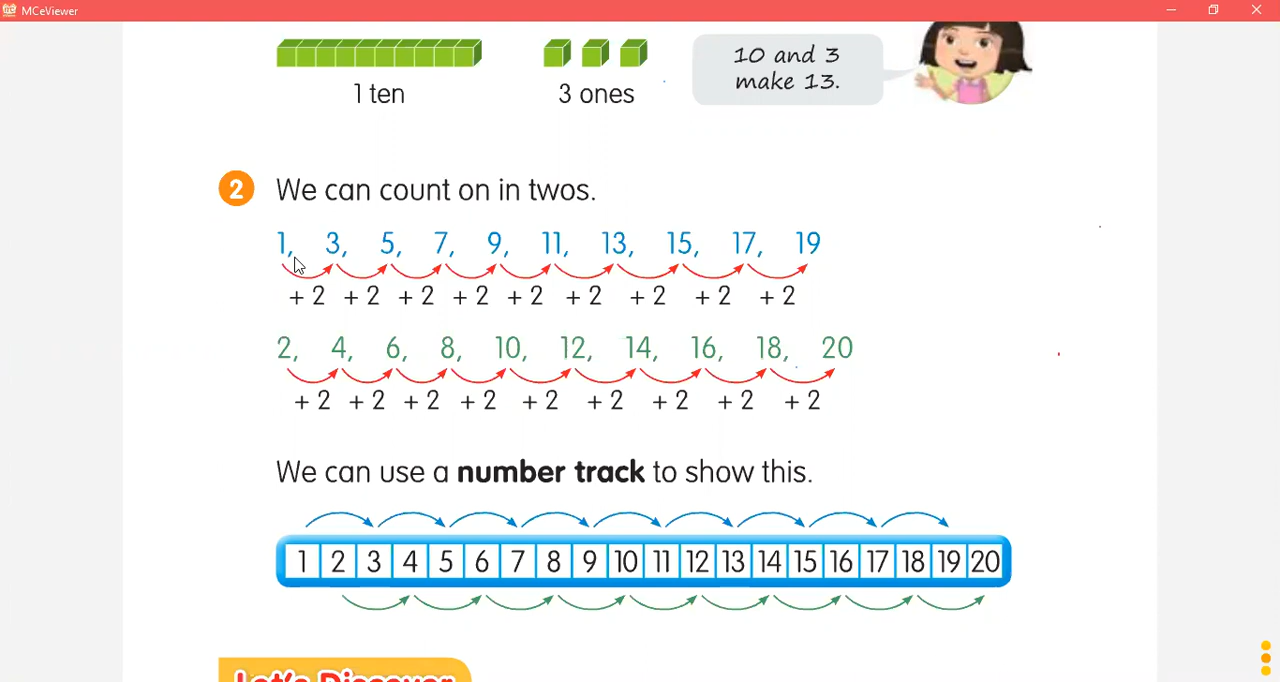 MCeViewer
10 and 3
make 13.
1 ten
3 ones
2 We can count on in twos.
1, 3, 5, 7, 9, 11, 13, 15, 17, 19
+ 2 + 2 + 2 + 2 + 2 + 2 + 2 + 2 + 2
2, 4, 6, 8, 10, 12, 14, 16, 18, 20
+ 2 + 2 + 2 + 2 + 2 + 2 + 2 + 2 + 2
We can use a number track to show this.
1 2 3 4 5 6 7 8 9 10 11 12 13 14 15 16 17 18 19 20
Let's Discover